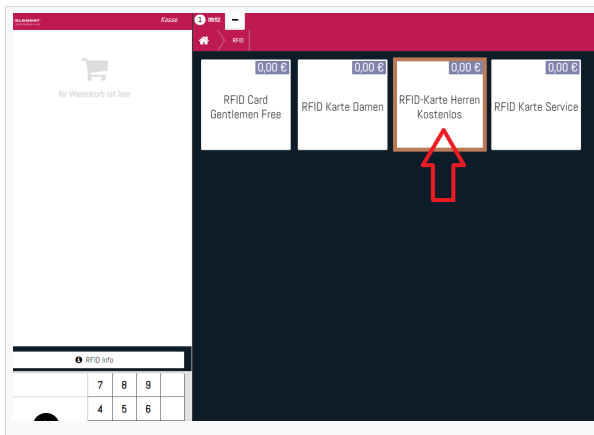 ELEMENT
Kasse
1 09:52
RFID
Ihr Warenkorb ist leer
0,00 €
RFID Card
Gentlemen Free
0,00 €
RFID Karte Damen
0,00 €
RFID-Karte Herren
Kostenlos
0,00 €
RFID Karte Service
RFID Info
7 8 9
4 5 6